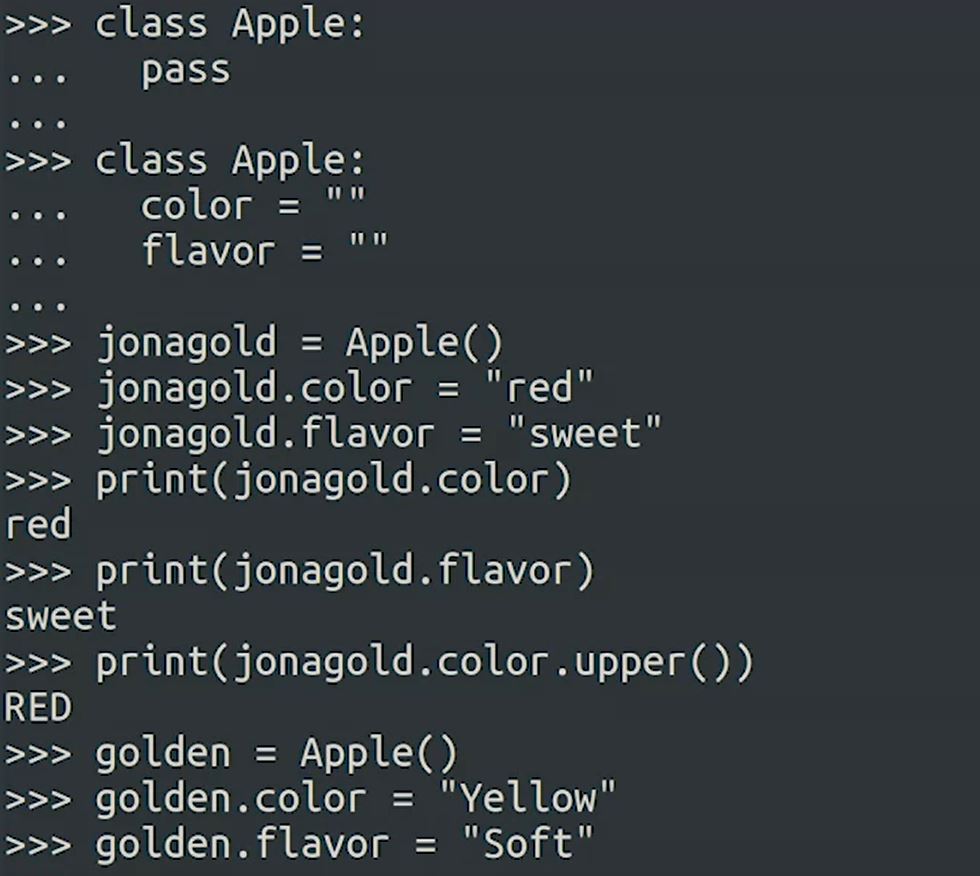 >>> class Apple:
...   pass
...
>>> class Apple:
...   color = ""
...   flavor = ""
...
>>> jonagold = Apple()
>>> jonagold.color = "red"
>>> jonagold.flavor = "sweet"
>>> print(jonagold.color)
red
>>> print(jonagold.flavor)
sweet
>>> print(jonagold.color.upper())
RED
>>> golden = Apple()
>>> golden.color = "Yellow"
>>> golden.flavor = "Soft"